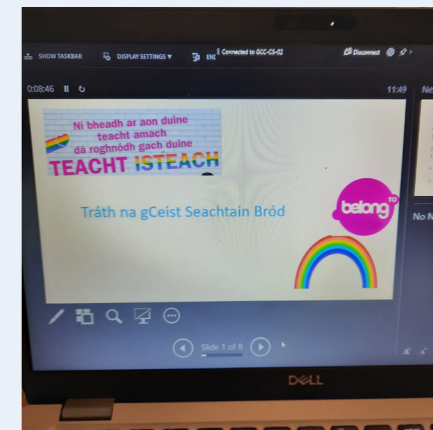 SHOW TASKBAR
DISPLAY SETTINGS ▼
Connected to GCC-CS-02
Disconnect
0:08:46
11:49
Ní bheadh ar aon duine
teacht amach
dá roghnódh gach duine
TEACHT ISTEACH
Tráth na gCeist Seachtain Bród
belong TO
Slide 1 of 8
DELL